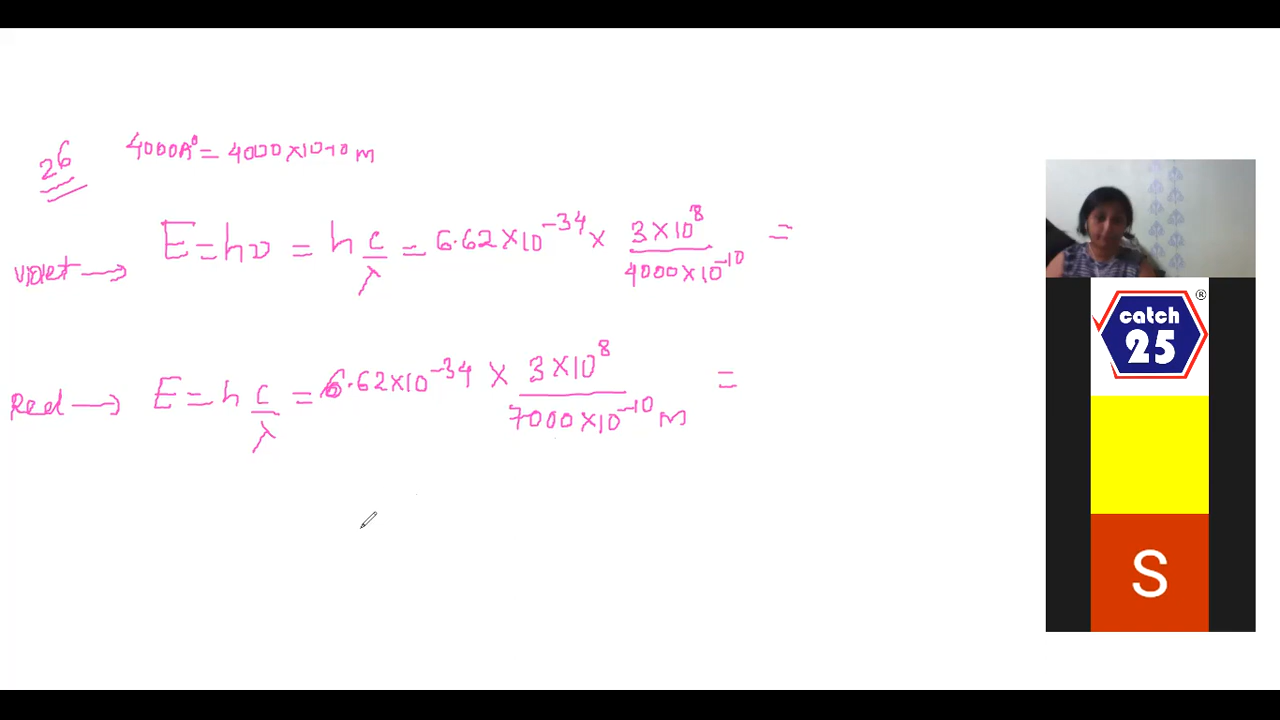 26
4000A° = 4000×10-10 m
Violet → E = hν = h c/λ = 6.62×10⁻³⁴ × 3×10⁸/4000×10⁻¹⁰ =
Red → E = h c/λ = 6.62×10⁻³⁴ × 3×10⁸/7000×10⁻¹⁰ m =
catch
25
®
S